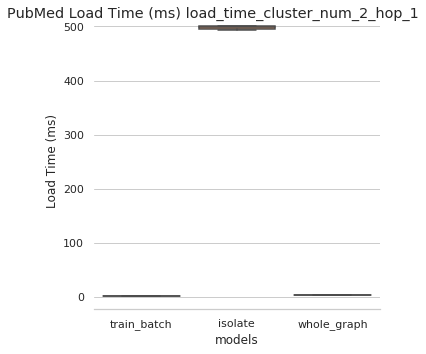 PubMed Load Time (ms) load_time_cluster_num_2_hop_1
500
400
300
200
100
0
Load Time (ms)
train_batch isolate whole_graph
models